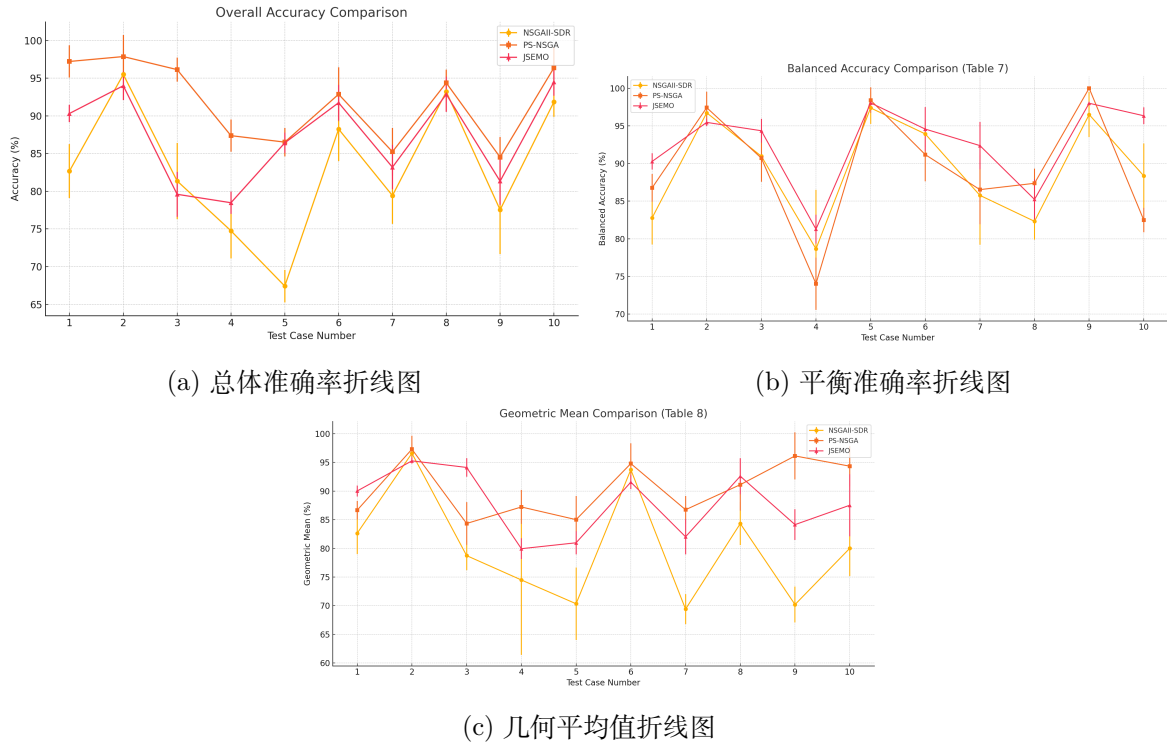 Overall Accuracy Comparison
NSGAII-SDR
PS-NSGA
JSEMO
Accuracy (%)
100
95
90
85
80
75
70
65
1 2 3 4 5 6 7 8 9 10
Test Case Number
(a) 总体准确率折线图
Balanced Accuracy Comparison (Table 7)
NSGAII-SDR
PS-NSGA
JSEMO
Balanced Accuracy (%)
100
95
90
85
80
75
70
1 2 3 4 5 6 7 8 9 10
Test Case Number
(b) 平衡准确率折线图
Geometric Mean Comparison (Table 8)
NSGAII-SDR
PS-NSGA
JSEMO
Geometric Mean (%)
100
95
90
85
80
75
70
65
60
1 2 3 4 5 6 7 8 9 10
Test Case Number
(c) 几何平均值折线图